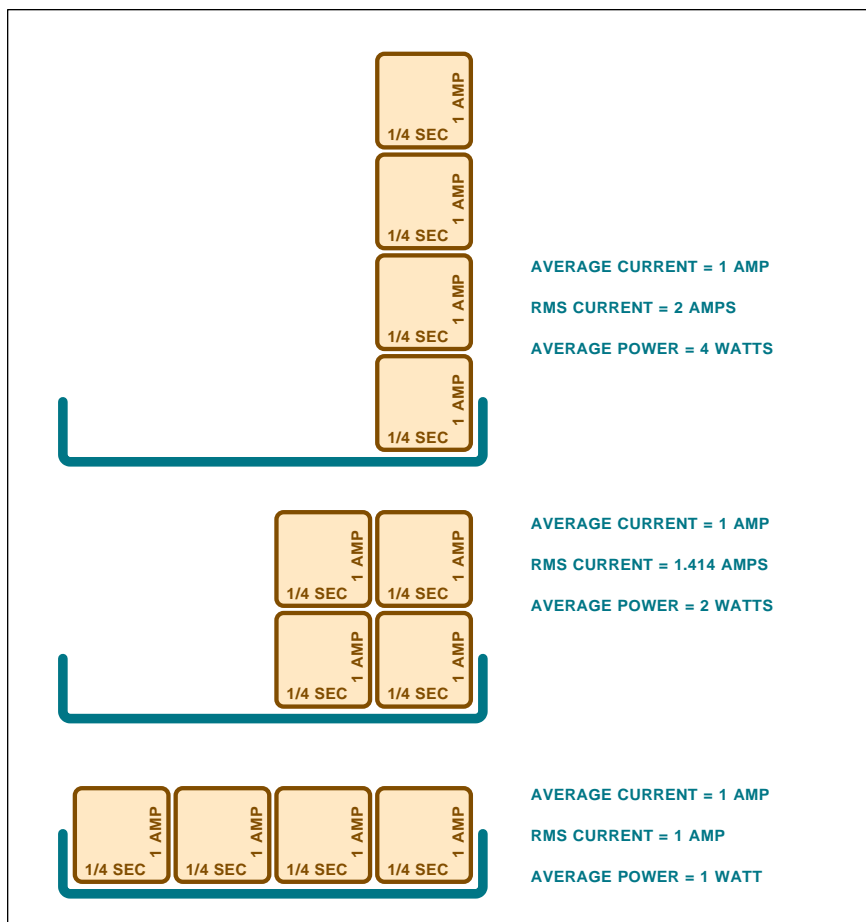 1 AMP
1/4 SEC
1 AMP
1/4 SEC
AVERAGE CURRENT = 1 AMP
1 AMP
RMS CURRENT = 2 AMPS
1/4 SEC
AVERAGE POWER = 4 WATTS
1 AMP
1/4 SEC
AVERAGE CURRENT = 1 AMP
1 AMP 1 AMP
RMS CURRENT = 1.414 AMPS
1/4 SEC 1/4 SEC
AVERAGE POWER = 2 WATTS
1 AMP 1 AMP
1/4 SEC 1/4 SEC
AVERAGE CURRENT = 1 AMP
1 AMP 1 AMP 1 AMP 1 AMP
RMS CURRENT = 1 AMP
1/4 SEC 1/4 SEC 1/4 SEC 1/4 SEC
AVERAGE POWER = 1 WATT